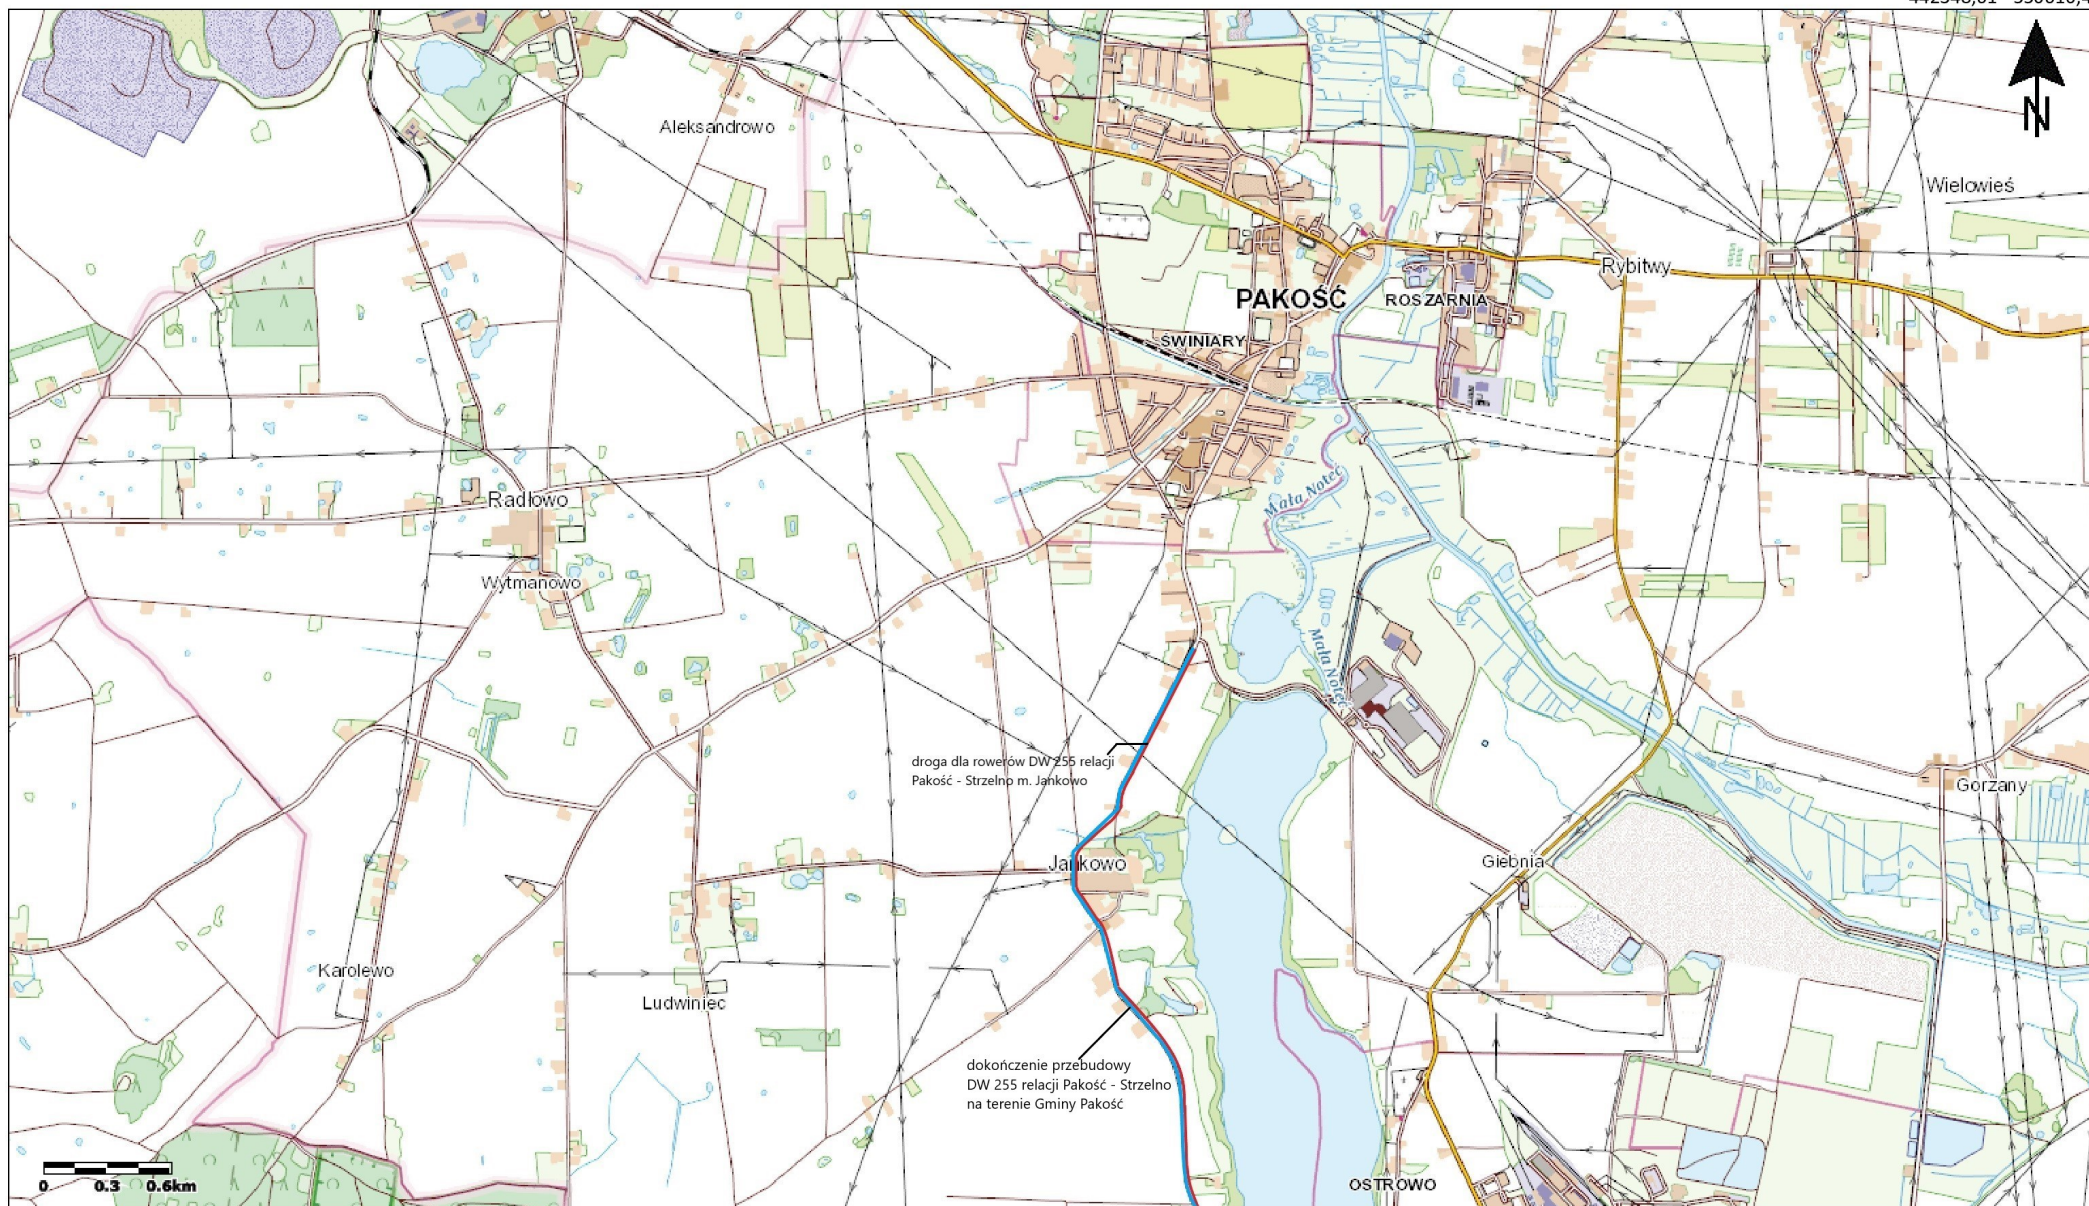 Aleksandrowo
Wielowieś
N
Rybitwy
PAKOŚĆ
ROSZARNIA
ŚWINIARY
Radłowo
Mała Noteć
Wytmanowo
Mała Noteć
droga dla rowerów DW 255 relacji
Pakość - Strzelno m. Jankowo
Gorzany
Jankowo
Giebnia
Karolewo
Ludwiniec
dokończenie przebudowy
DW 255 relacji Pakość - Strzelno
na terenie Gminy Pakość
0 0.3 0.6km
OSTROWO